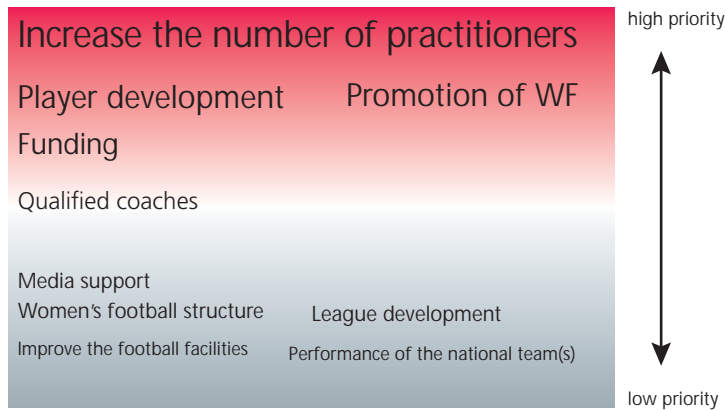 high priority
Increase the number of practitioners
Player development
Promotion of WF
Funding
Qualified coaches
Media support
Women's football structure
League development
Improve the football facilities
Performance of the national team(s)
low priority